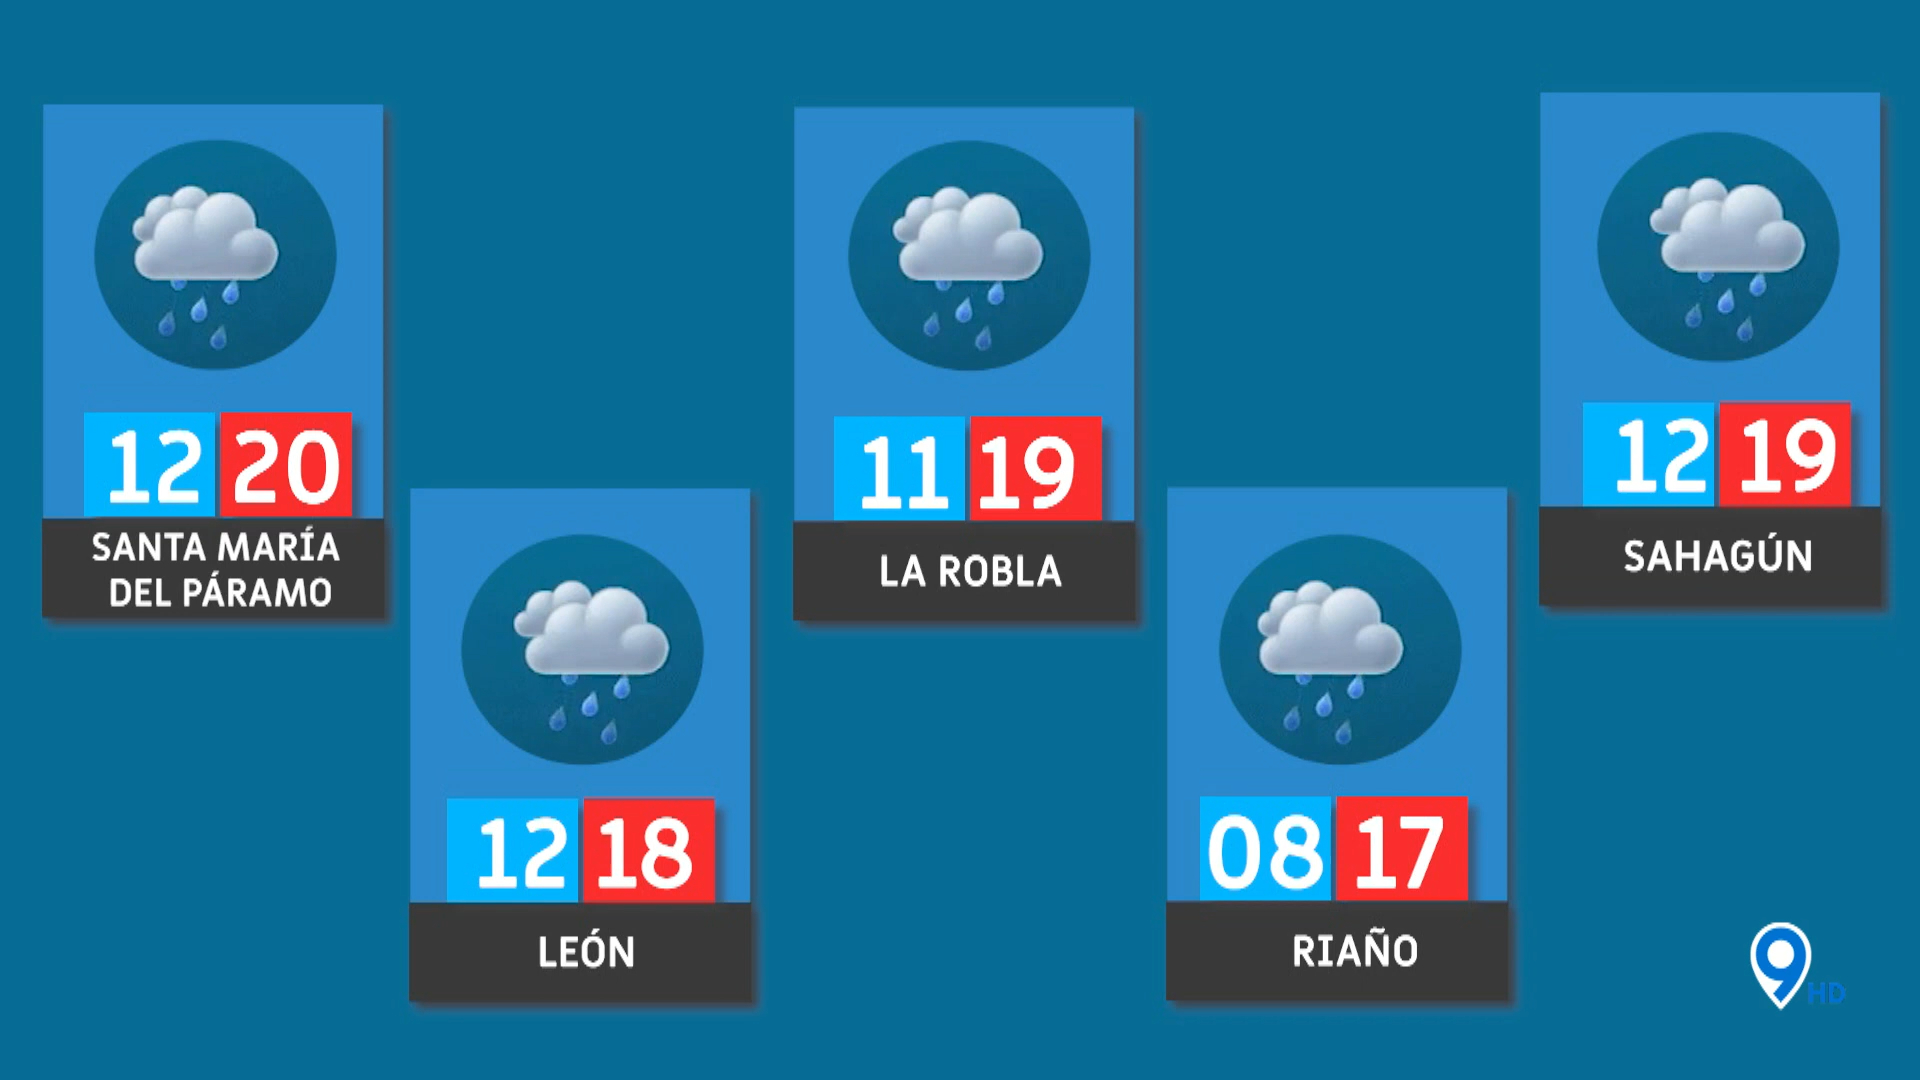 12 20
SANTA MARÍA
DEL PÁRAMO
12 18
LEÓN
11 19
LA ROBLA
08 17
RIAÑO
12 19
SAHAGÚN
9 HD